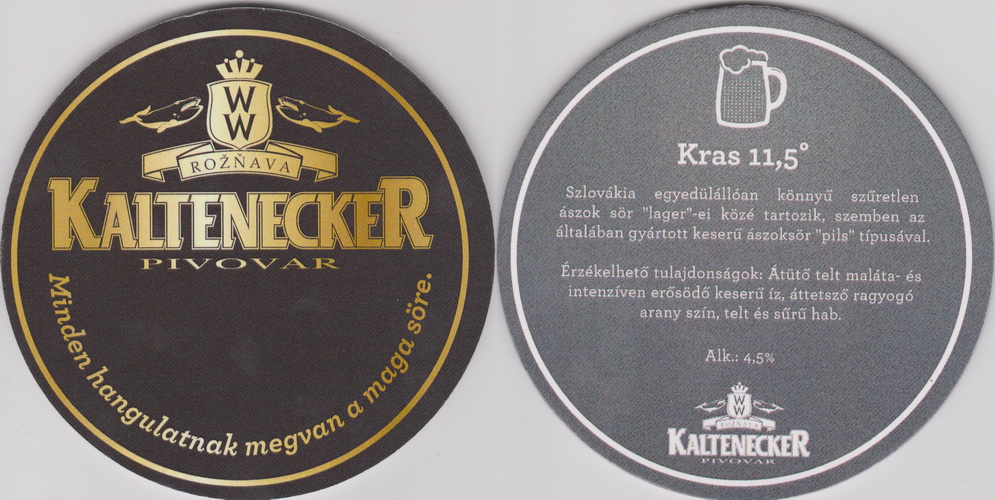 W
W
ROŽŇAVA
KALTENECKER
PIVOVAR
Minden hangulatnak megvan a maga söre.
Kras 11,5°
Szlovákia egyedülállóan könnyű szűretlen
ászok sör "lager"-ei közé tartozik, szemben az
általában gyártott keserű ászoksör "pils" típusával.
Érzékelhető tulajdonságok: Átütő telt maláta- és
intenzíven erősödő keserű íz, áttetsző ragyogó
arany szín, telt és sűrű hab.
Alk.: 4,5%
W
W
ROŽŇAVA
KALTENECKER
PIVOVAR